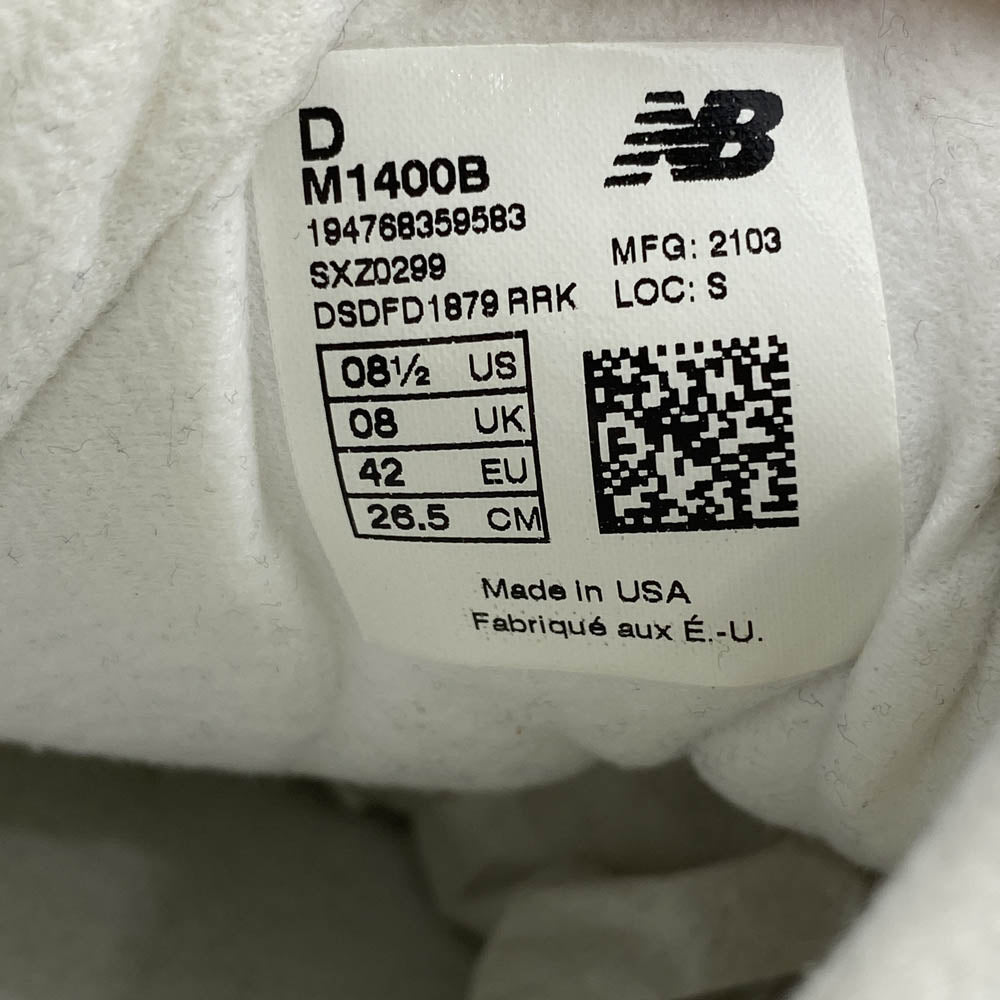 D
NB
M1400B
194768359583
SXZ0299
DSDFD1879 RRK
MFG: 2103
LOC: S
08½ US
08 UK
42 EU
26.5 CM
Made in USA
Fabriqué aux É.-U.